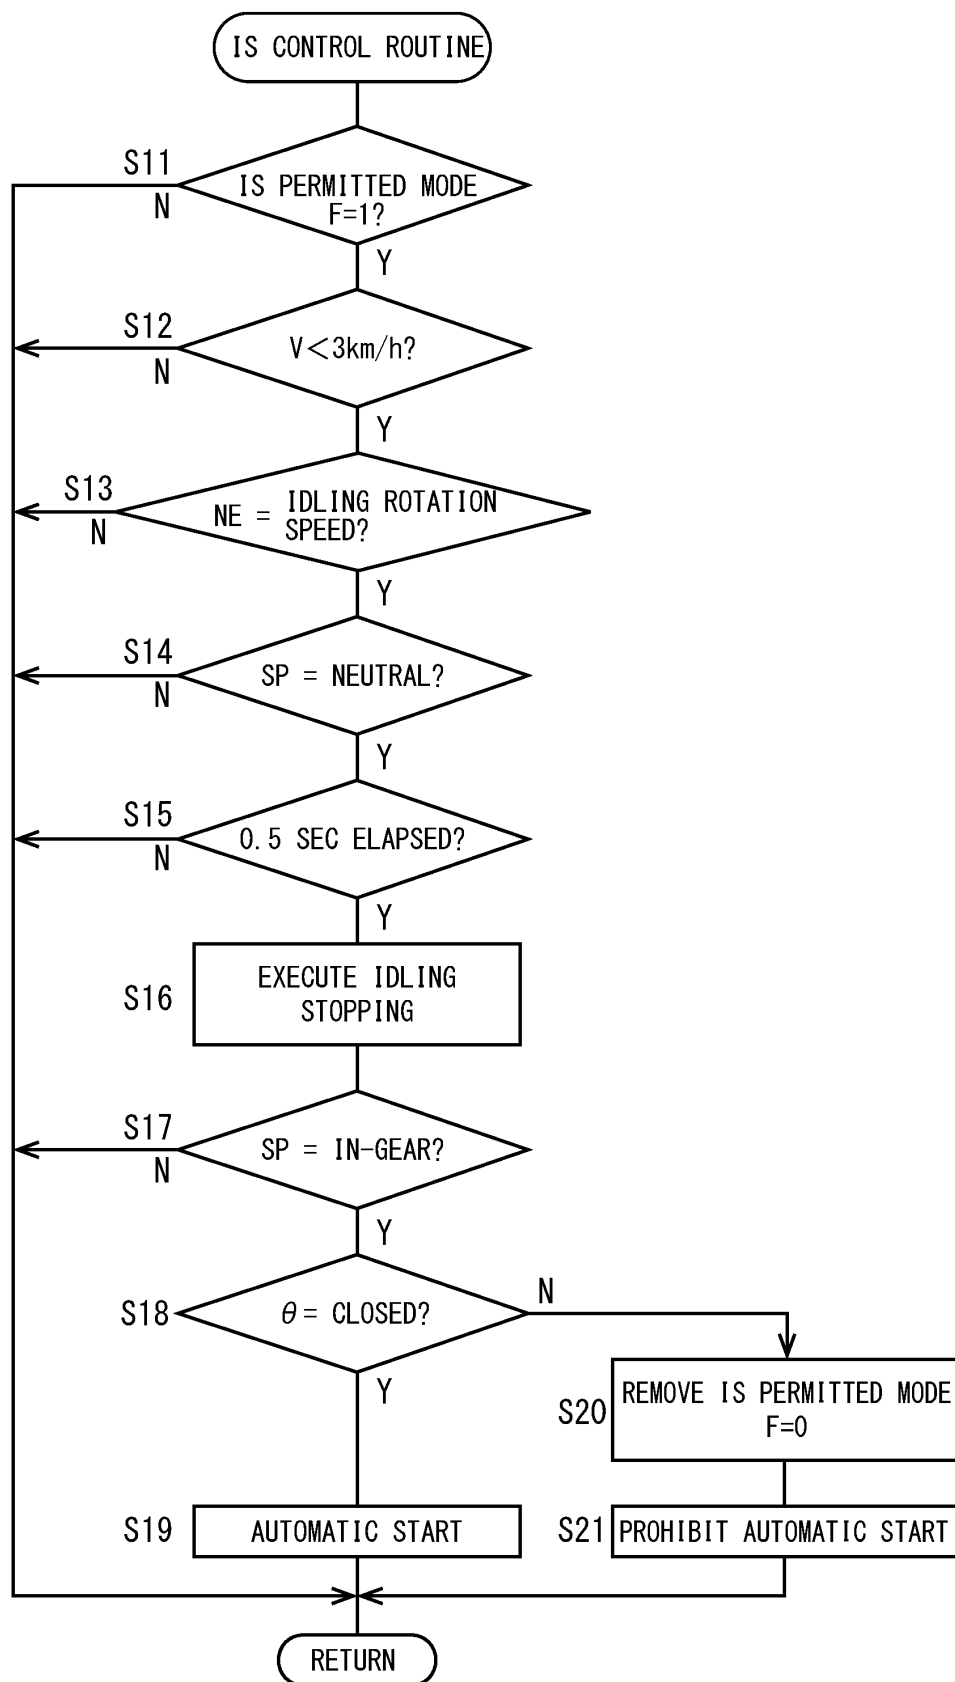 IS CONTROL ROUTINE
S11
IS PERMITTED MODE
F=1?
N
Y
S12
V<3km/h?
N
Y
S13
NE = IDLING ROTATION
SPEED?
N
Y
S14
SP = NEUTRAL?
N
Y
S15
0.5 SEC ELAPSED?
N
Y
S16
EXECUTE IDLING
STOPPING
S17
SP = IN-GEAR?
N
Y
S18
θ = CLOSED?
N
Y
S20
REMOVE IS PERMITTED MODE
F=0
S19
AUTOMATIC START
S21
PROHIBIT AUTOMATIC START
RETURN